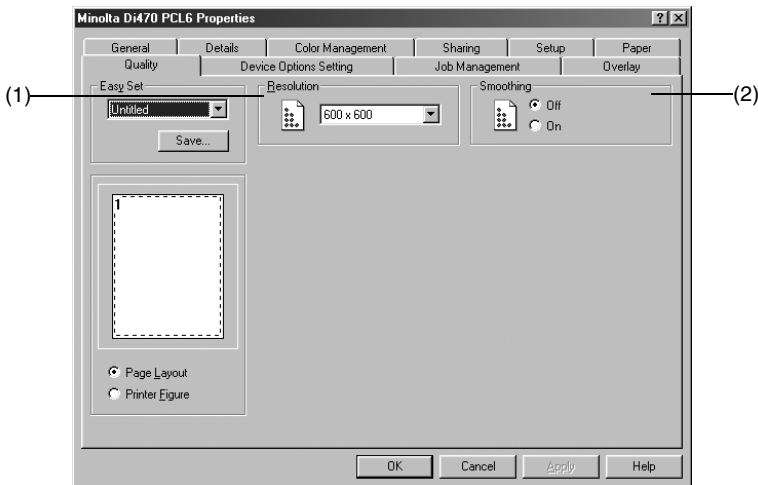 Minolta Di470 PCL6 Properties
General Details Color Management Sharing Setup Paper
Quality Device Options Setting Job Management Overlay
(1)
Easy Set
Untitled
Save...
Resolution
600 x 600
Smoothing
Off
On
(2)
1
Page Layout
Printer Figure
OK Cancel Apply Help